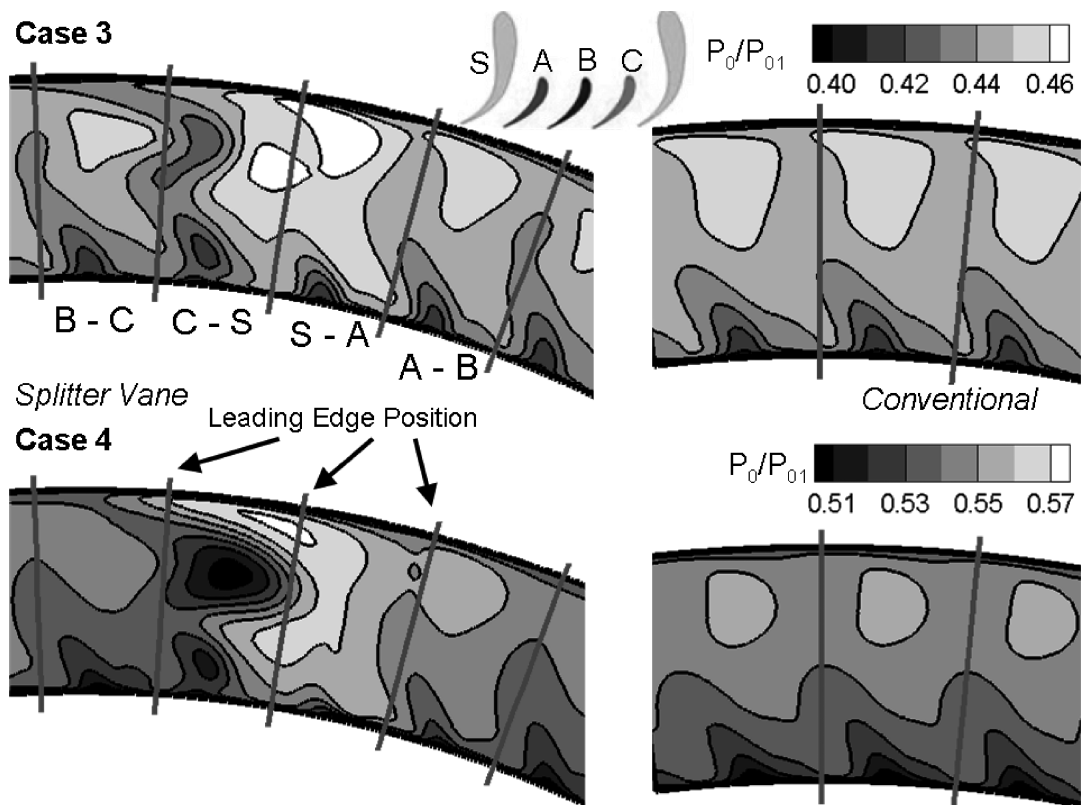 Case 3
S A B C
P0/P01
0.40 0.42 0.44 0.46
B - C
C - S
S - A
A - B
Splitter Vane
Conventional
Case 4
Leading Edge Position
P0/P01
0.51 0.53 0.55 0.57